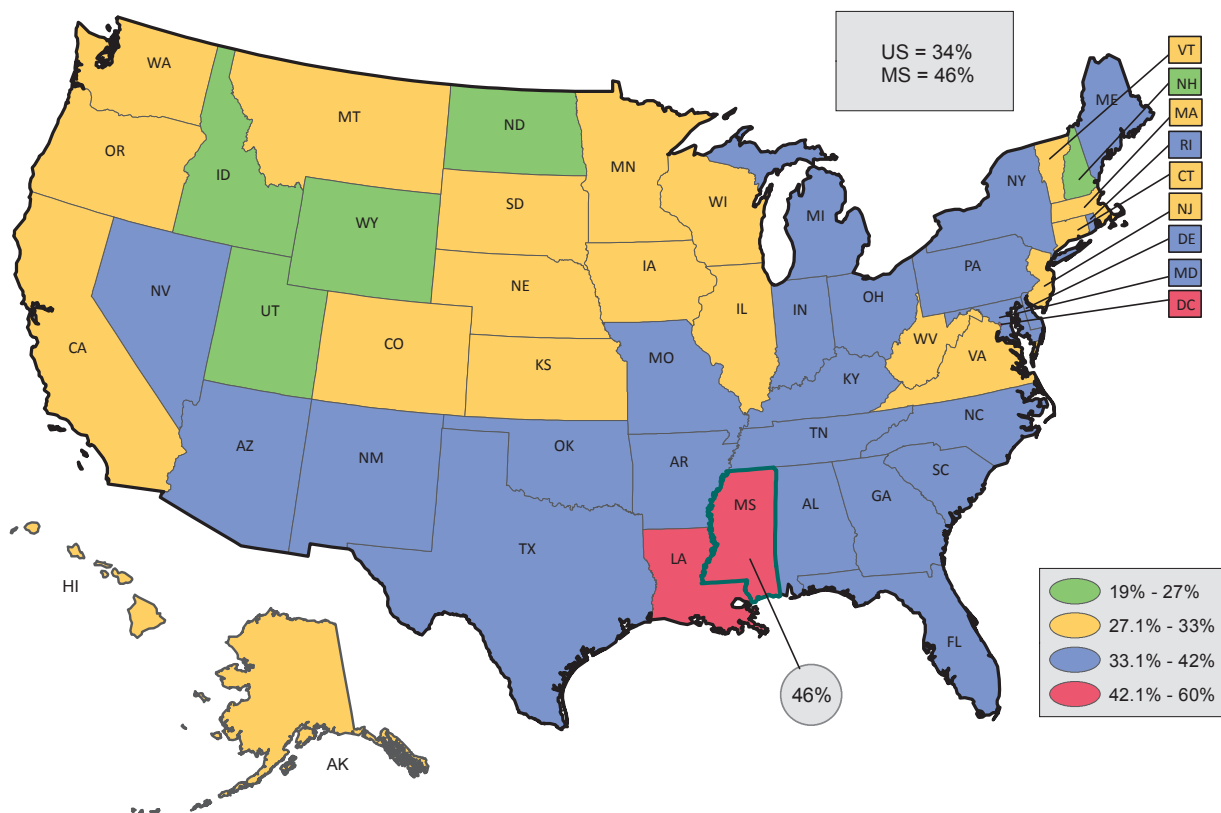 US = 34%
MS = 46%
VT
NH
MA
RI
CT
NJ
DE
MD
DC
WA
MT
ND
MN
ME
OR
ID
SD
WI
NY
MI
WY
IA
PA
NV
UT
NE
IL
IN
OH
CA
CO
KS
MO
WV
VA
KY
AZ
NM
OK
AR
TN
NC
SC
TX
LA
MS
AL
GA
FL
HI
AK
46%
19% - 27%
27.1% - 33%
33.1% - 42%
42.1% - 60%